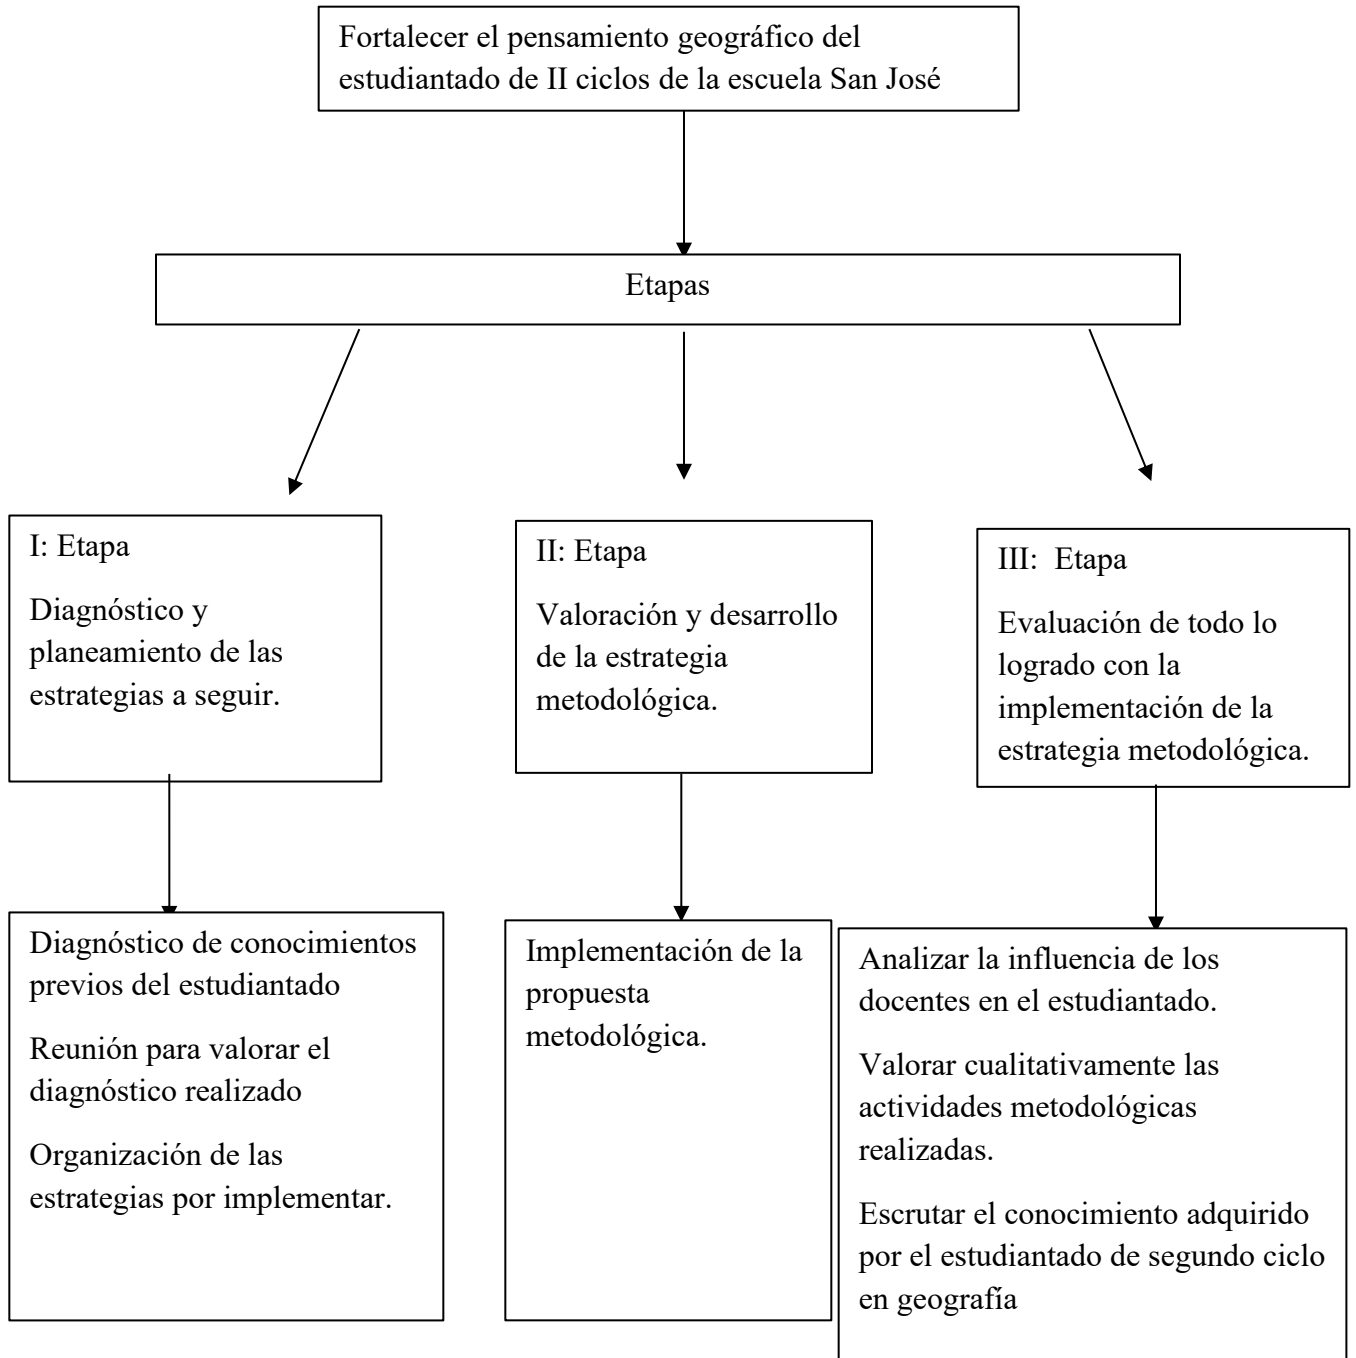 Fortalecer el pensamiento geográfico del
estudiantado de II ciclos de la escuela San José
Etapas
I: Etapa
Diagnóstico y
planeamiento de las
estrategias a seguir.
II: Etapa
Valoración y desarrollo
de la estrategia
metodológica.
III:  Etapa
Evaluación de todo lo
logrado con la
implementación de la
estrategia metodológica.
Diagnóstico de conocimientos
previos del estudiantado
Reunión para valorar el
diagnóstico realizado
Organización de las
estrategias por implementar.
Implementación de la
propuesta
metodológica.
Analizar la influencia de los
docentes en el estudiantado.
Valorar cualitativamente las
actividades metodológicas
realizadas.
Escrutar el conocimiento adquirido
por el estudiantado de segundo ciclo
en geografía